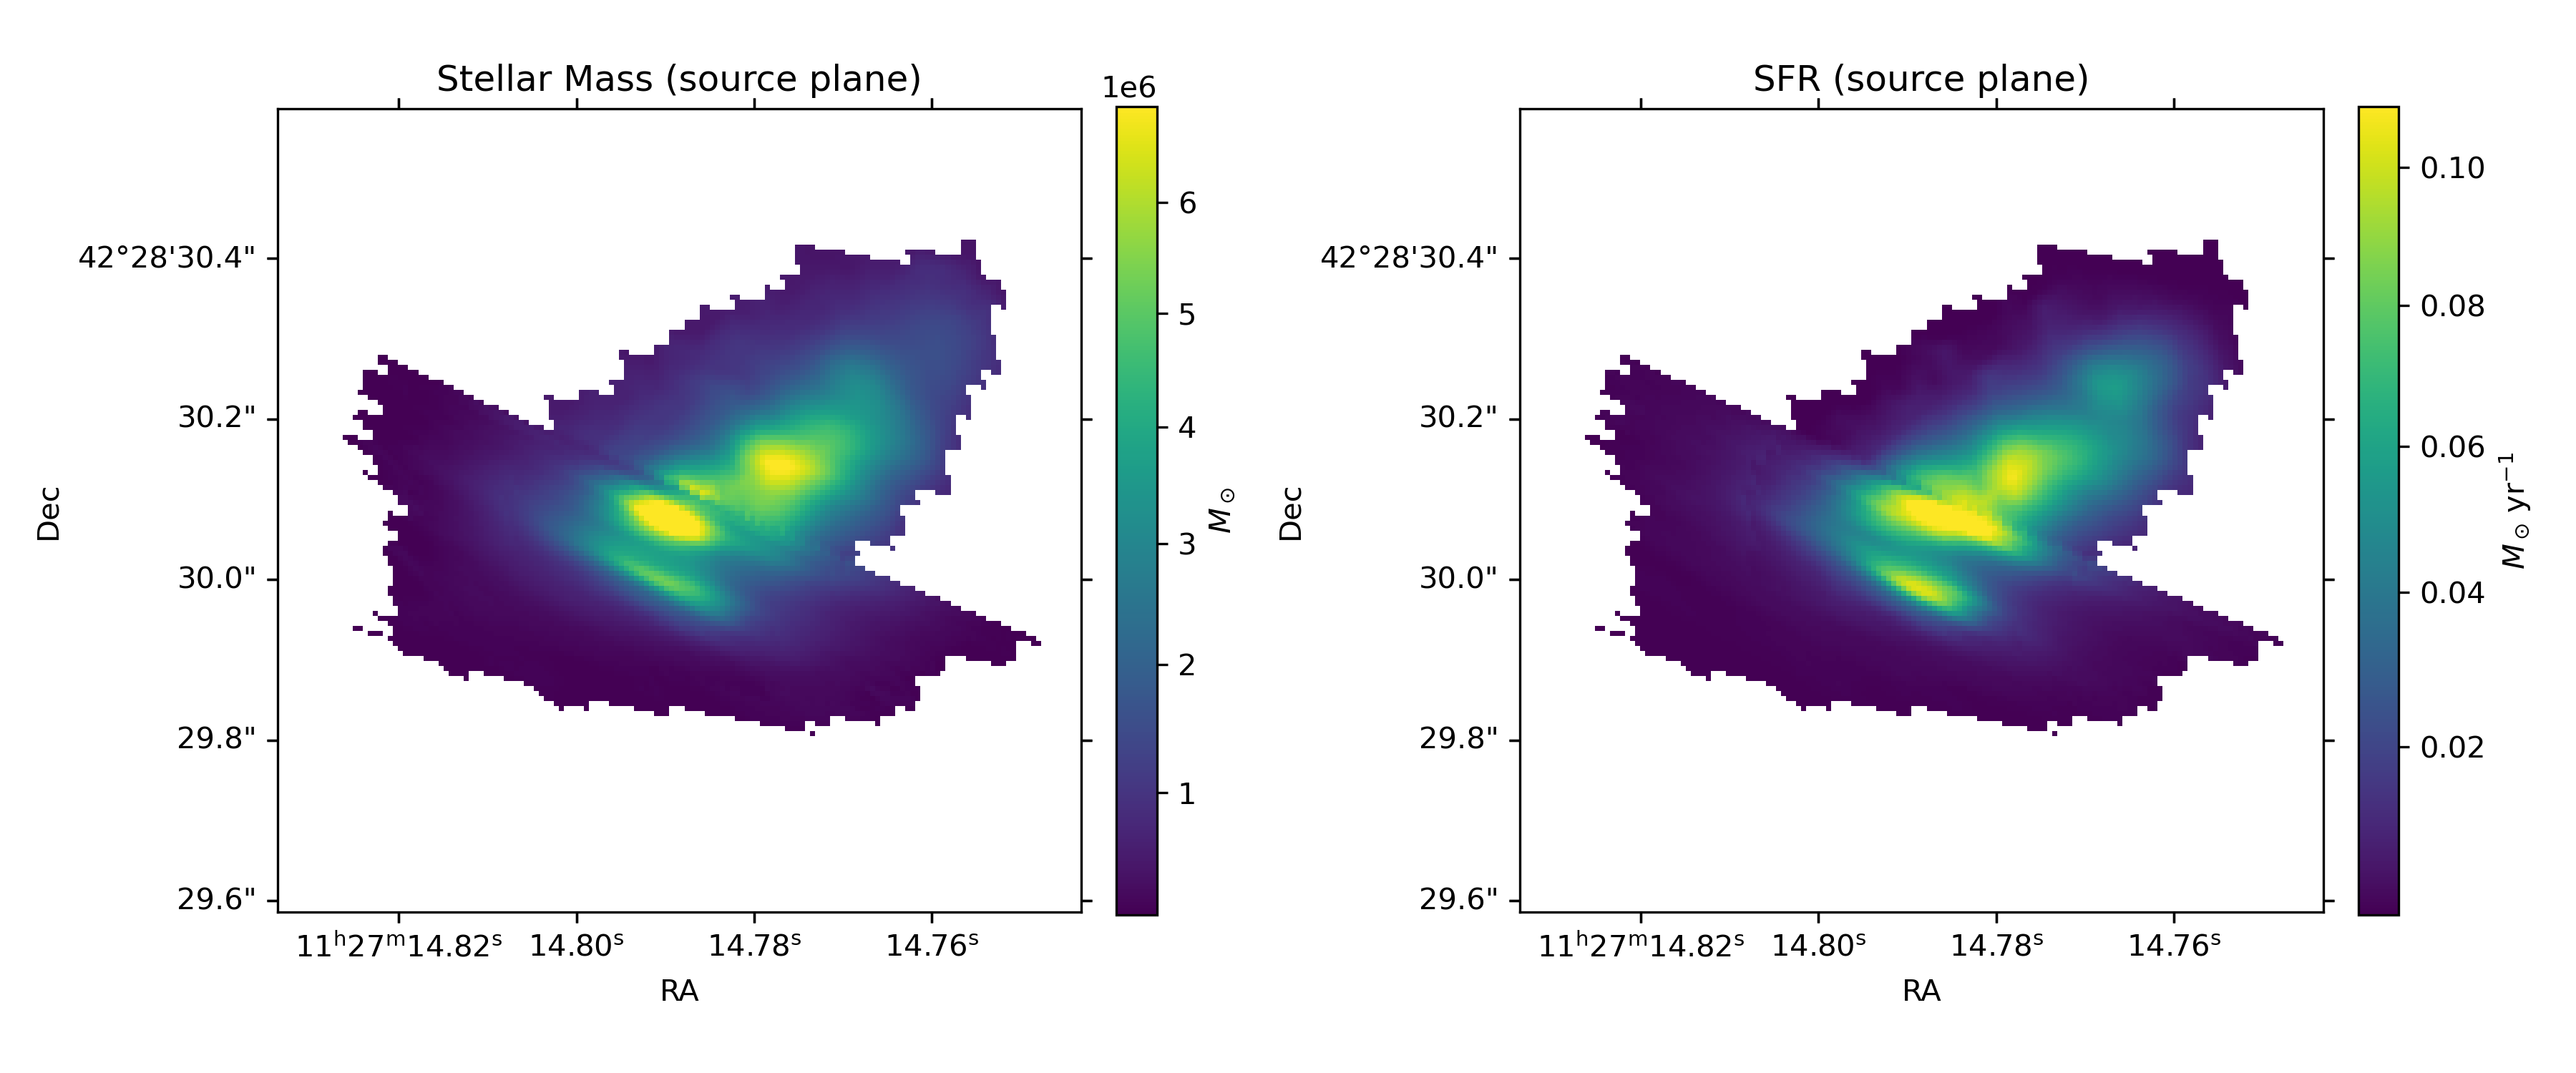 Stellar Mass (source plane)
1e6
42°28'30.4"
30.2"
30.0"
29.8"
29.6"
Dec
11ʰ27ᵐ14.82ˢ 14.80ˢ 14.78ˢ 14.76ˢ
RA
6
5
4
3
2
1
M⊙
SFR (source plane)
42°28'30.4"
30.2"
30.0"
29.8"
29.6"
Dec
11ʰ27ᵐ14.82ˢ 14.80ˢ 14.78ˢ 14.76ˢ
RA
0.10
0.08
0.06
0.04
0.02
M⊙ yr⁻¹